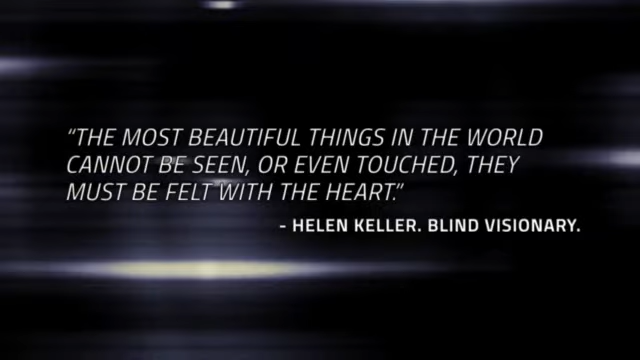 “THE MOST BEAUTIFUL THINGS IN THE WORLD
CANNOT BE SEEN, OR EVEN TOUCHED, THEY
MUST BE FELT WITH THE HEART.”
- HELEN KELLER. BLIND VISIONARY.